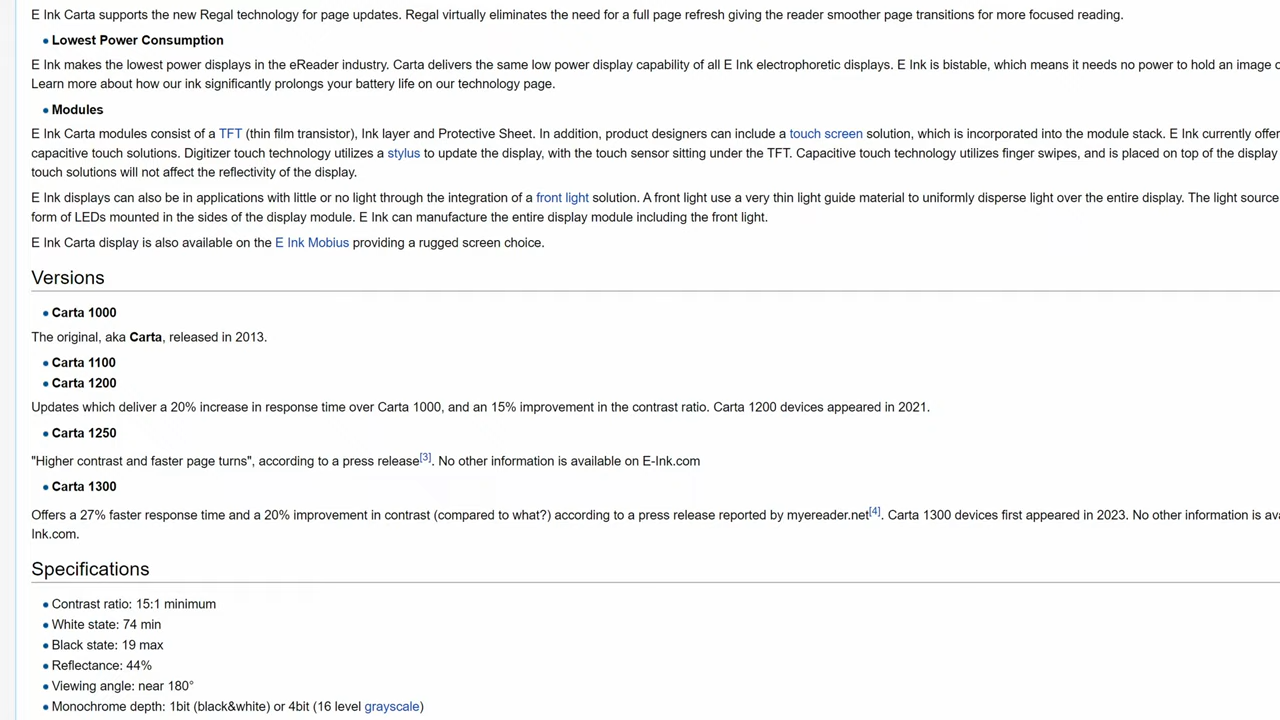 E Ink Carta supports the new Regal technology for page updates. Regal virtually eliminates the need for a full page refresh giving the reader smoother page transitions for more focused reading.
• Lowest Power Consumption
E Ink makes the lowest power displays in the eReader industry. Carta delivers the same low power display capability of all E Ink electrophoretic displays. E Ink is bistable, which means it needs no power to hold an image
Learn more about how our ink significantly prolongs your battery life on our technology page.
• Modules
E Ink Carta modules consist of a TFT (thin film transistor), Ink layer and Protective Sheet. In addition, product designers can include a touch screen solution, which is incorporated into the module stack. E Ink currently offer
capacitive touch solutions. Digitizer touch technology utilizes a stylus to update the display, with the touch sensor sitting under the TFT. Capacitive touch technology utilizes finger swipes, and is placed on top of the display
touch solutions will not affect the reflectivity of the display.
E Ink displays can also be in applications with little or no light through the integration of a front light solution. A front light use a very thin light guide material to uniformly disperse light over the entire display. The light source
form of LEDs mounted in the sides of the display module. E Ink can manufacture the entire display module including the front light.
E Ink Carta display is also available on the E Ink Mobius providing a rugged screen choice.
Versions
• Carta 1000
The original, aka Carta, released in 2013.
• Carta 1100
• Carta 1200
Updates which deliver a 20% increase in response time over Carta 1000, and an 15% improvement in the contrast ratio. Carta 1200 devices appeared in 2021.
• Carta 1250
"Higher contrast and faster page turns", according to a press release[3]. No other information is available on E-Ink.com
• Carta 1300
Offers a 27% faster response time and a 20% improvement in contrast (compared to what?) according to a press release reported by myereader.net[4]. Carta 1300 devices first appeared in 2023. No other information is
Ink.com.
Specifications
• Contrast ratio: 15:1 minimum
• White state: 74 min
• Black state: 19 max
• Reflectance: 44%
• Viewing angle: near 180°
• Monochrome depth: 1bit (black&white) or 4bit (16 level grayscale)